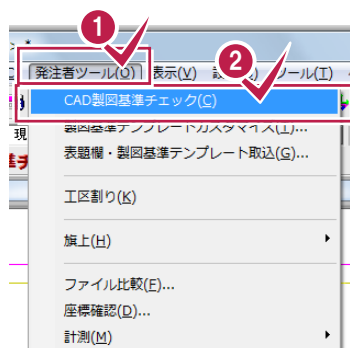 1
2
発注者ツール(O) 表示(V) ツール(T)
CAD製図基準チェック(C)
製図基準テンプレートカスタマイズ(T)...
表題欄・製図基準テンプレート取込(G)...
現
工区割り(K)
旗上(H)
ファイル比較(F)...
座標確認(D)...
計測(M)